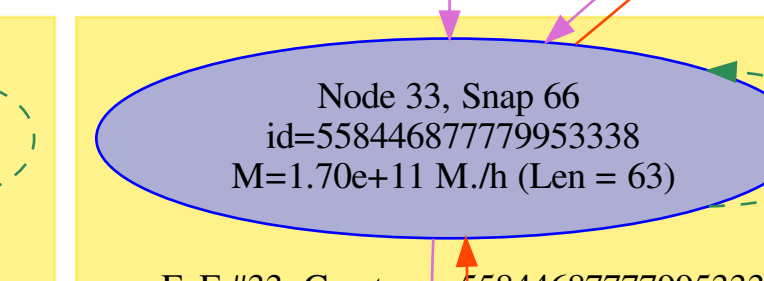 Node 33, Snap 66
id=558446877779953338
M=1.70e+11 M./h (Len = 63)